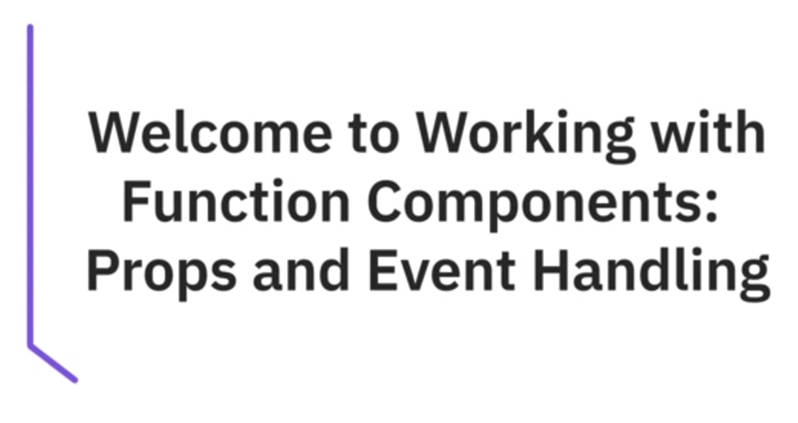 Welcome to Working with
Function Components:
Props and Event Handling